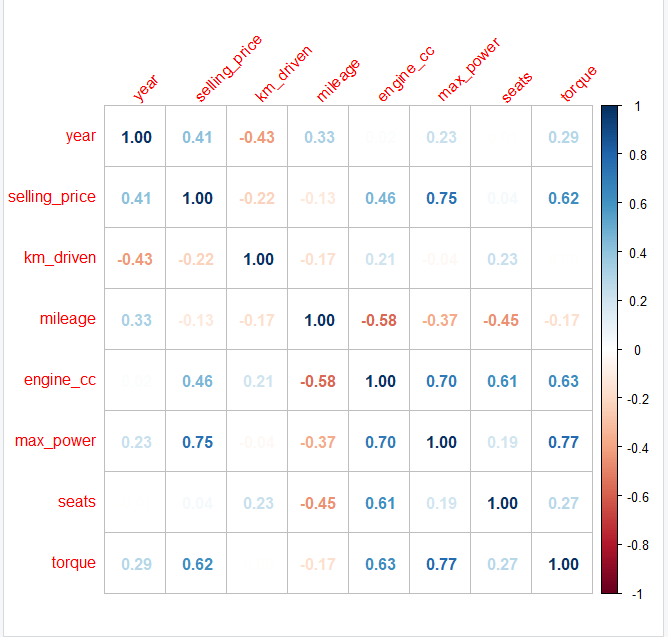 year selling_price km_driven mileage engine_cc max_power seats torque
year 1.00 0.41 -0.43 0.33 0.23 0.29
selling_price 0.41 1.00 -0.22 -0.13 0.46 0.75 0.04 0.62
km_driven -0.43 -0.22 1.00 -0.17 0.21 -0.04 0.23
mileage 0.33 -0.13 -0.17 1.00 -0.58 -0.37 -0.45 -0.17
engine_cc 0.46 0.21 -0.58 1.00 0.70 0.61 0.63
max_power 0.23 0.75 -0.04 -0.37 0.70 1.00 0.19 0.77
seats 0.04 0.23 -0.45 0.61 0.19 1.00 0.27
torque 0.29 0.62 -0.17 0.63 0.77 0.27 1.00
1
0.8
0.6
0.4
0.2
0
-0.2
-0.4
-0.6
-0.8
-1